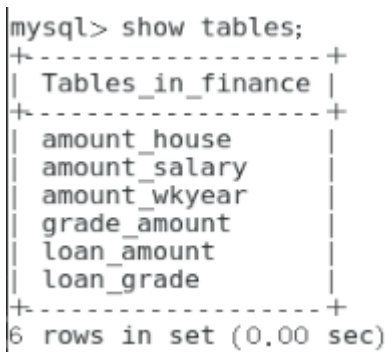 mysql> show tables;
+-------------------+
| Tables_in_finance |
+-------------------+
| amount_house      |
| amount_salary     |
| amount_wkyear     |
| grade_amount      |
| loan_amount       |
| loan_grade        |
+-------------------+
6 rows in set (0.00 sec)